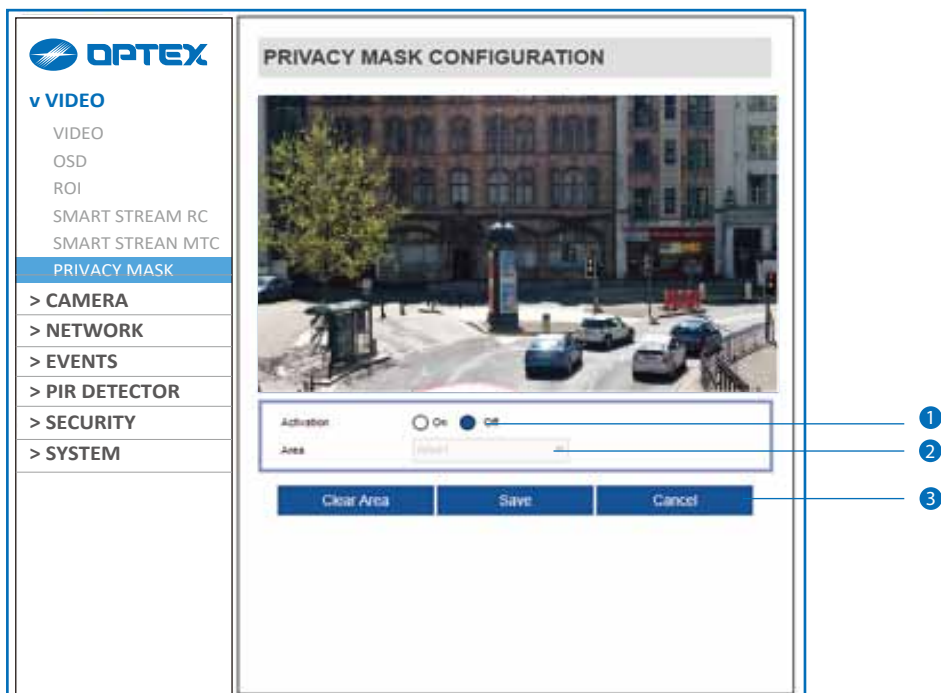 OPTEX
v VIDEO
VIDEO
OSD
ROI
SMART STREAM RC
SMART STREAN MTC
PRIVACY MASK
> CAMERA
> NETWORK
> EVENTS
> PIR DETECTOR
> SECURITY
> SYSTEM
PRIVACY MASK CONFIGURATION
Activation On Off
Area
Clear Area Save Cancel
1
2
3